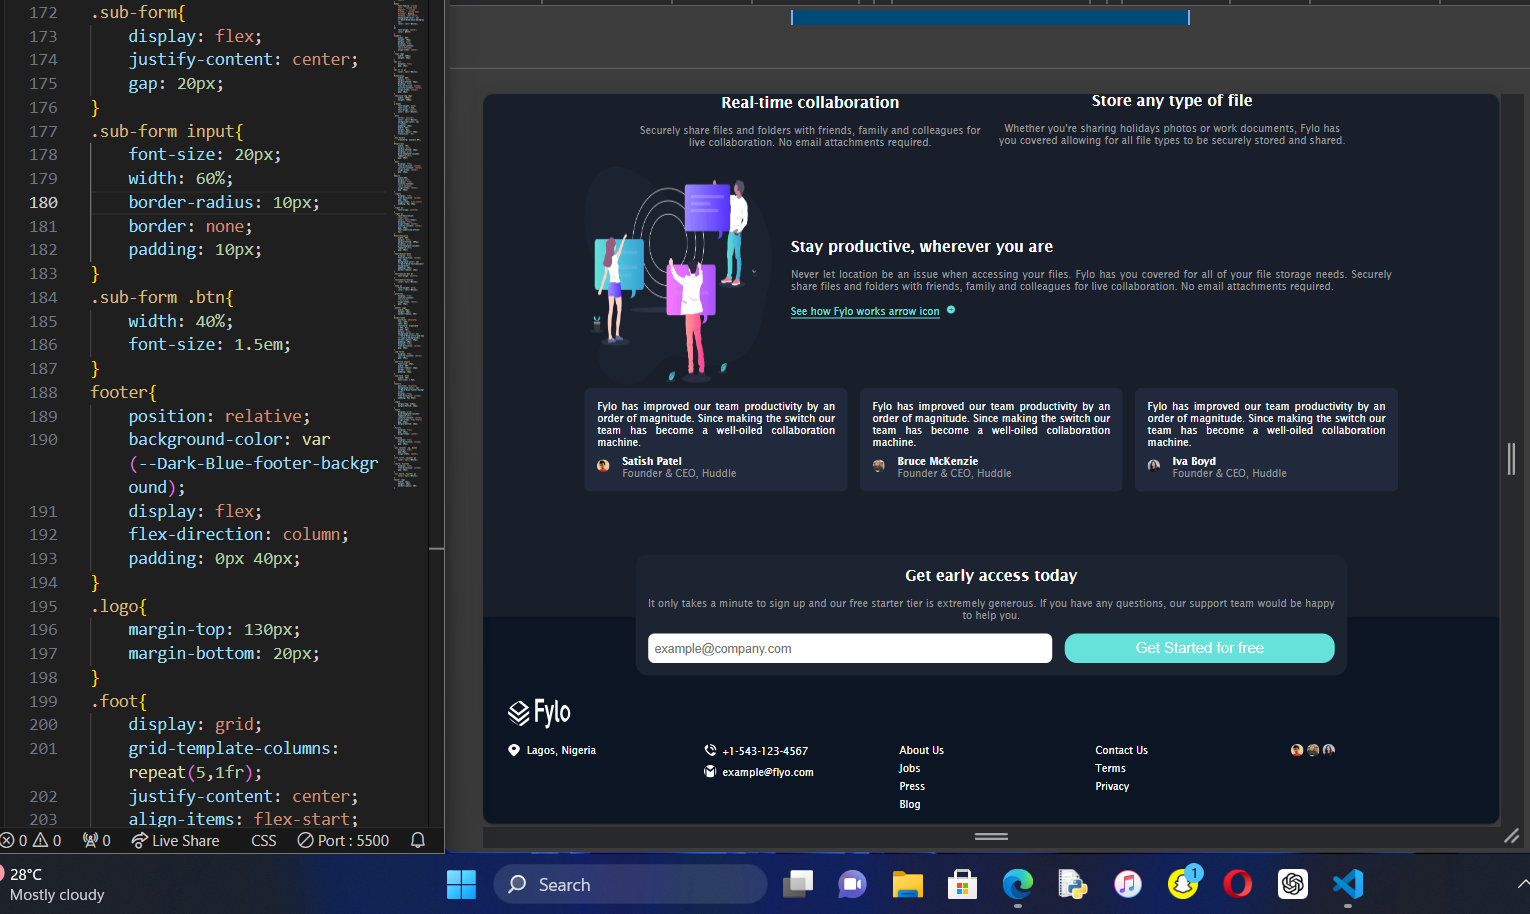 172 .sub-form{
173 display: flex;
174 justify-content: center;
175 gap: 20px;
176 }
177 .sub-form input{
178 font-size: 20px;
179 width: 60%;
180 border-radius: 10px;
181 border: none;
182 padding: 10px;
183 }
184 .sub-form .btn{
185 width: 40%;
186 font-size: 1.5em;
187 }
188 footer{
189 position: relative;
190 background-color: var
(--Dark-Blue-footer-backgr
ound);
191 display: flex;
192 flex-direction: column;
193 padding: 0px 40px;
194 }
195 .logo{
196 margin-top: 130px;
197 margin-bottom: 20px;
198 }
199 .foot{
200 display: grid;
201 grid-template-columns:
repeat(5,1fr);
202 justify-content: center;
203 align-items: flex-start;
0 0 0 Live Share CSS Port : 5500
Real-time collaboration
Securely share files and folders with friends, family and colleagues for
live collaboration. No email attachments required.
Store any type of file
Whether you're sharing holidays photos or work documents, Fylo has
you covered allowing for all file types to be securely stored and shared.
Stay productive, wherever you are
Never let location be an issue when accessing your files. Fylo has you covered for all of your file storage needs. Securely
share files and folders with friends, family and colleagues for live collaboration. No email attachments required.
See how Fylo works arrow icon
Fylo has improved our team productivity by an
order of magnitude. Since making the switch our
team has become a well-oiled collaboration
machine.
Satish Patel
Founder & CEO, Huddle
Fylo has improved our team productivity by an
order of magnitude. Since making the switch our
team has become a well-oiled collaboration
machine.
Bruce McKenzie
Founder & CEO, Huddle
Fylo has improved our team productivity by an
order of magnitude. Since making the switch our
team has become a well-oiled collaboration
machine.
Iva Boyd
Founder & CEO, Huddle
Get early access today
It only takes a minute to sign up and our free starter tier is extremely generous. If you have any questions, our support team would be happy
to help you.
example@company.com
Get Started for free
Fylo
Lagos, Nigeria
+1-543-123-4567
example@flyo.com
About Us
Jobs
Press
Blog
Contact Us
Terms
Privacy
28°C
Mostly cloudy
Search
1